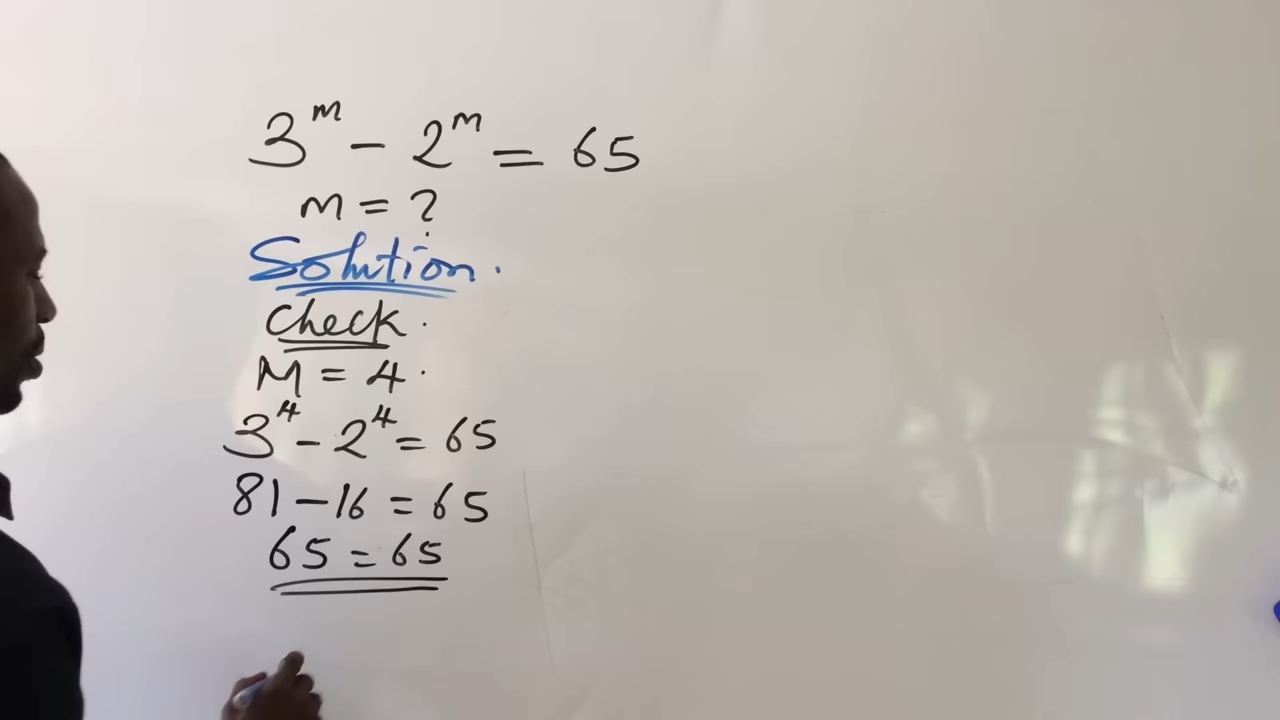 3^m - 2^m = 65
m = ?
Solution.
Check.
M = 4.
3^4 - 2^4 = 65
81 - 16 = 65
65 = 65